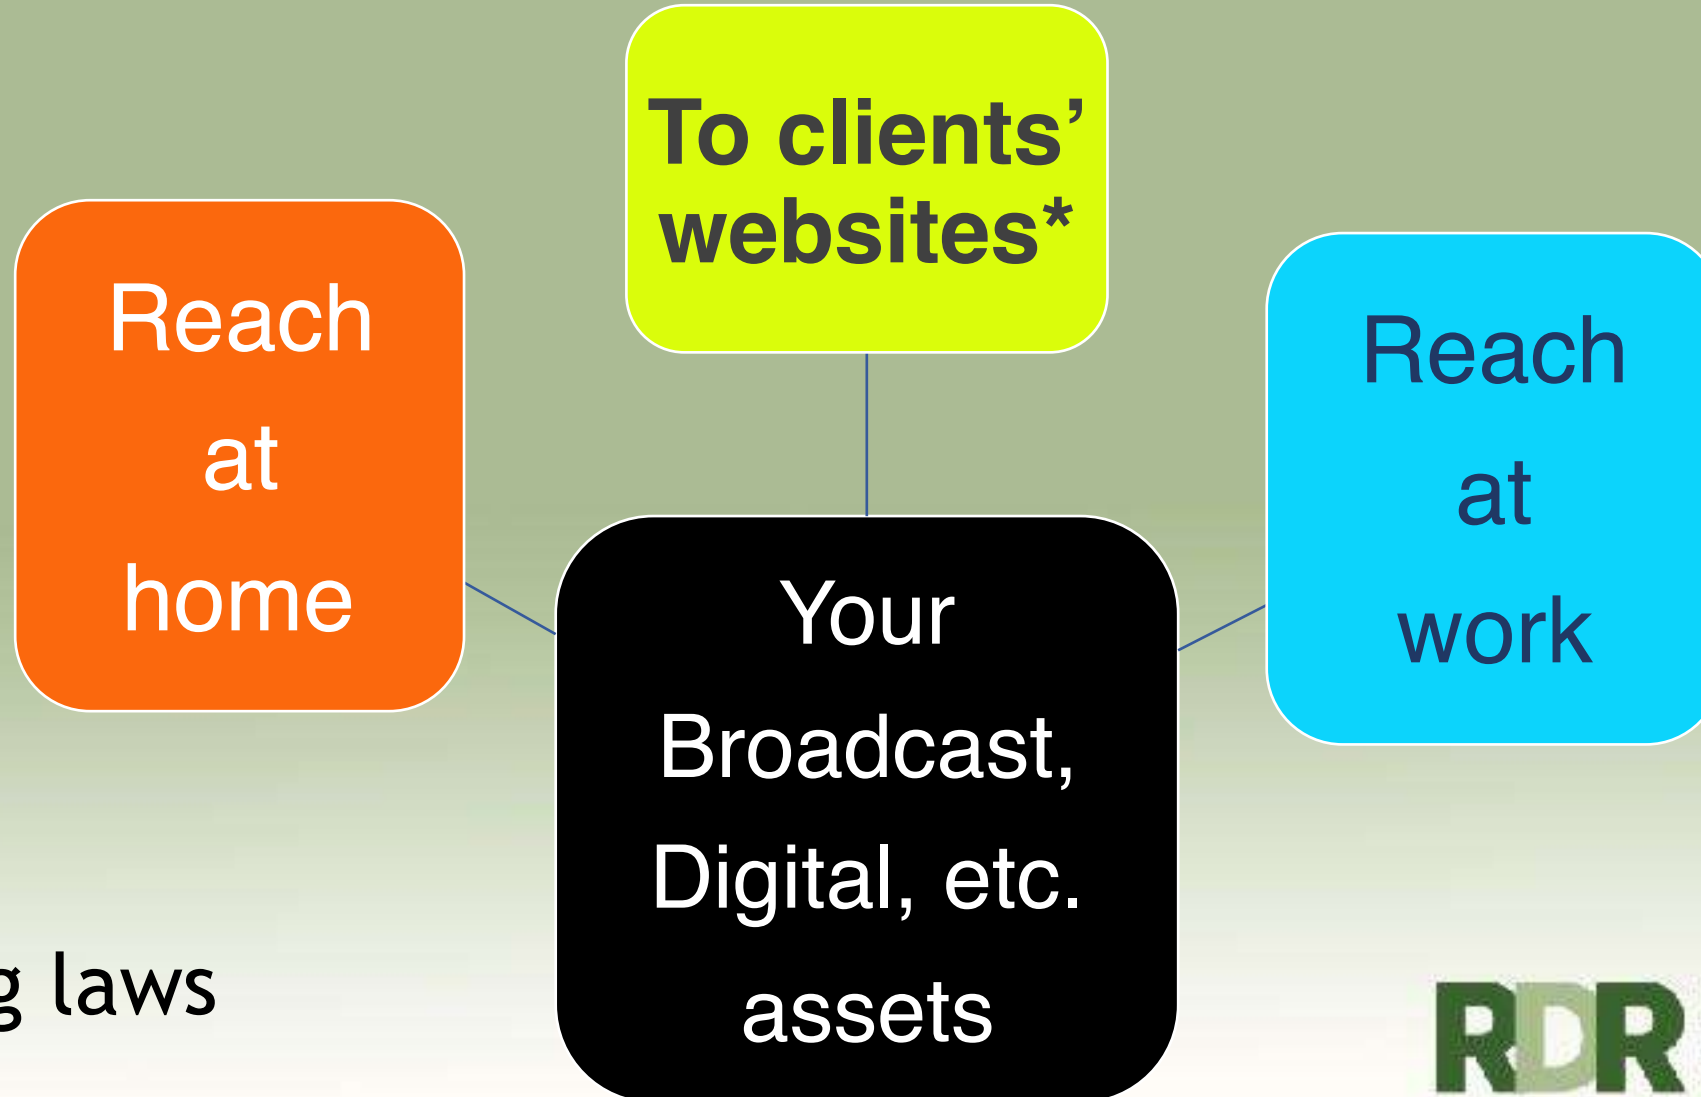 To clients’
websites*
Reach
at
home
Reach
at
work
Your
Broadcast,
Digital, etc.
assets
g laws
RDR